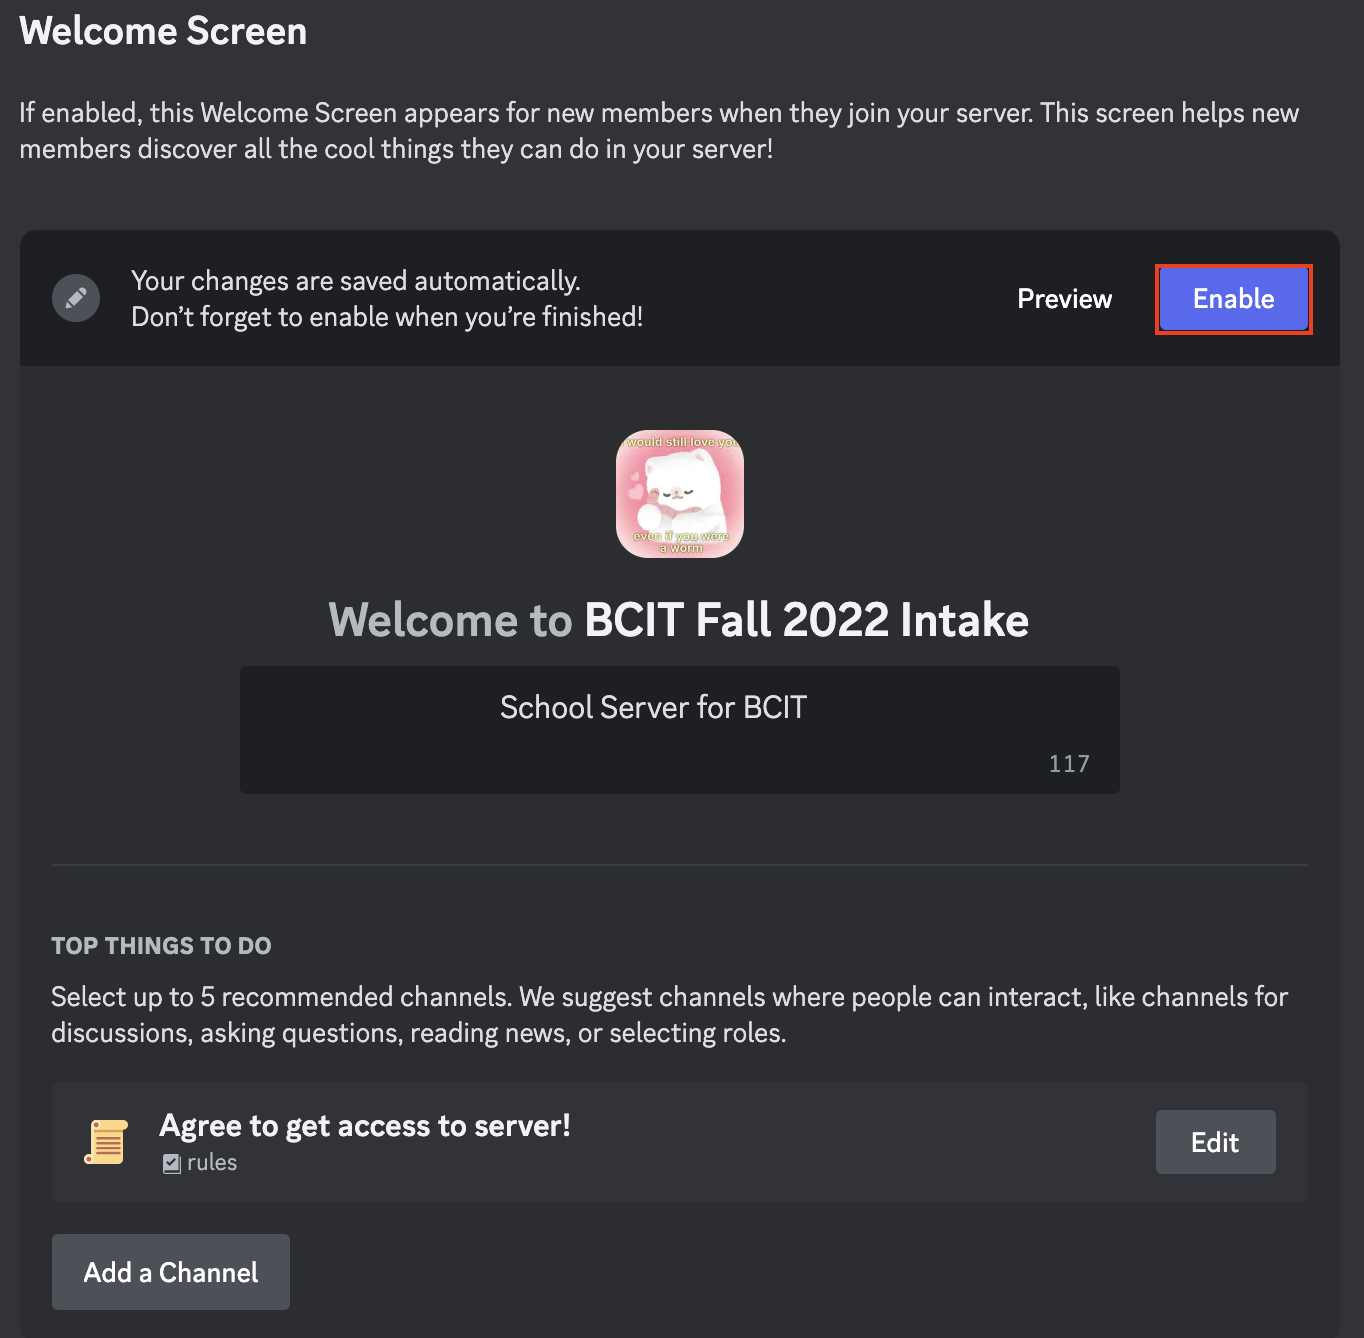 Welcome Screen
If enabled, this Welcome Screen appears for new members when they join your server. This screen helps new
members discover all the cool things they can do in your server!
Your changes are saved automatically.
Don’t forget to enable when you’re finished!
Preview
Enable
would still love you
even if you were
a worm
Welcome to BCIT Fall 2022 Intake
School Server for BCIT
117
TOP THINGS TO DO
Select up to 5 recommended channels. We suggest channels where people can interact, like channels for
discussions, asking questions, reading news, or selecting roles.
Agree to get access to server!
rules
Edit
Add a Channel